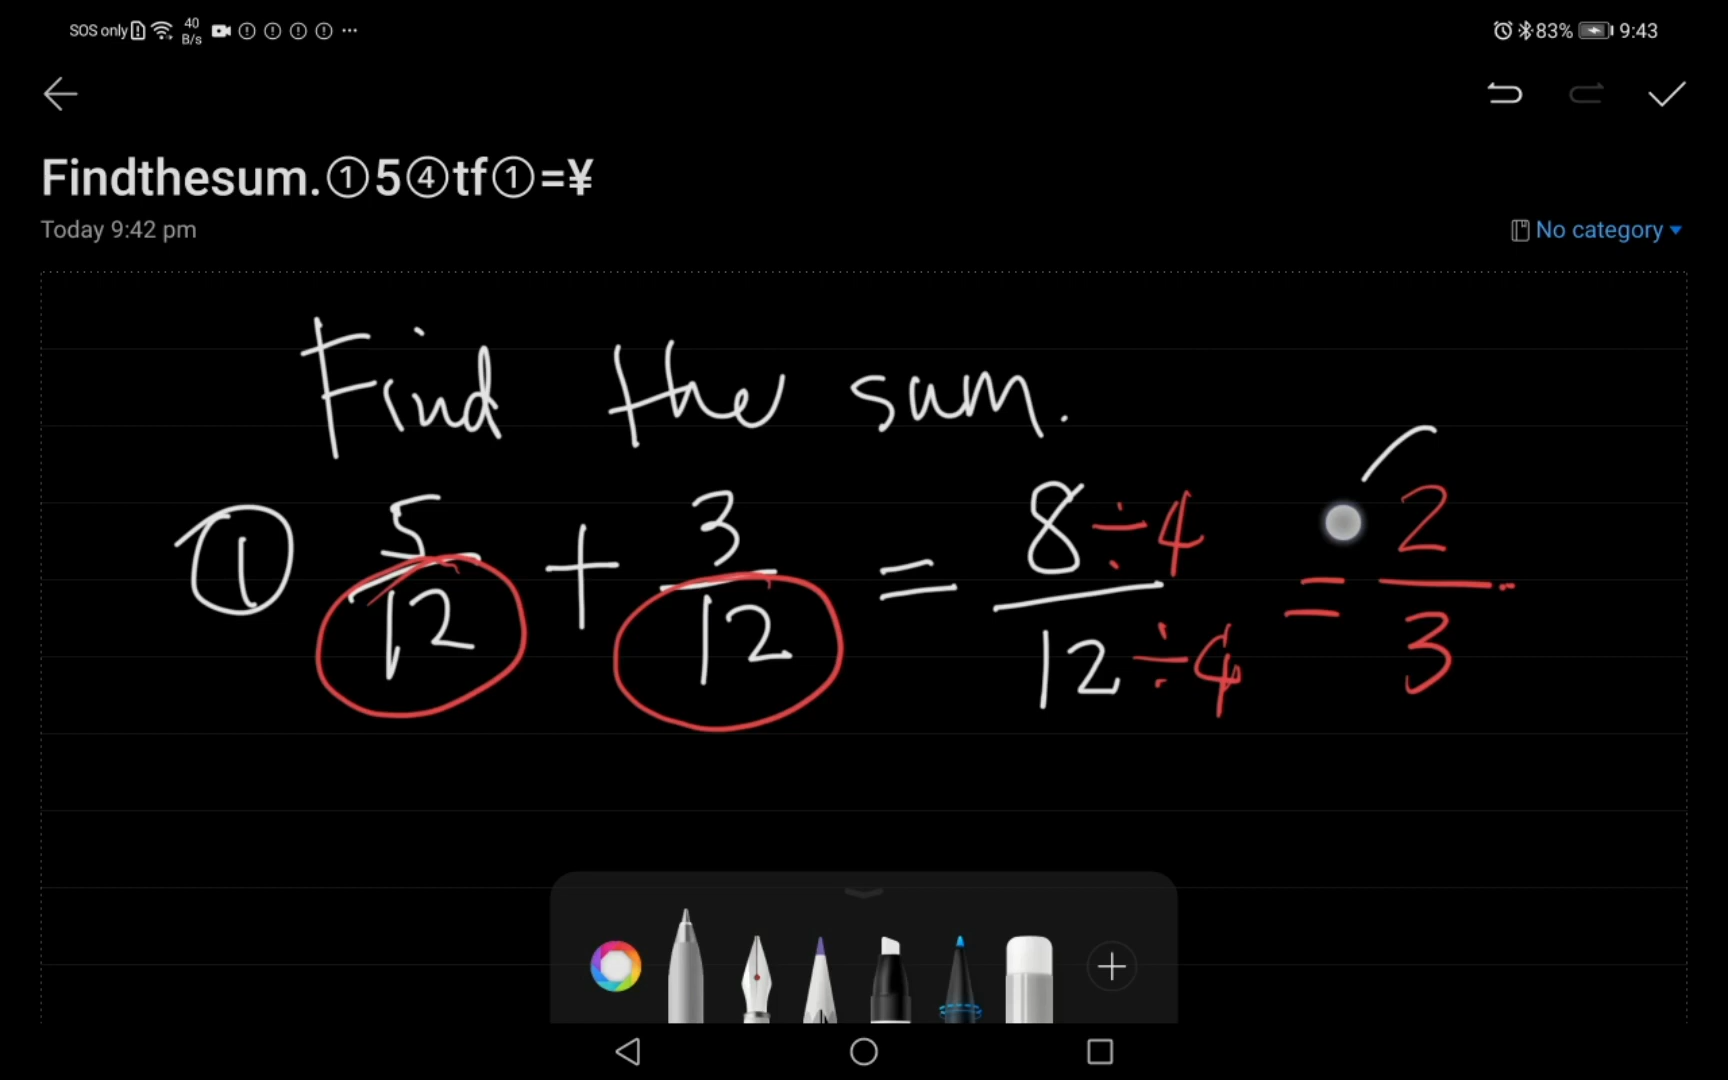 SOS only 40 B/s 83% 9:43
Findthesum.①5④tf①=¥
Today 9:42 pm
No category
Find the sum.
① 5/12 + 3/12 = 8÷4/12÷4 = 2/3